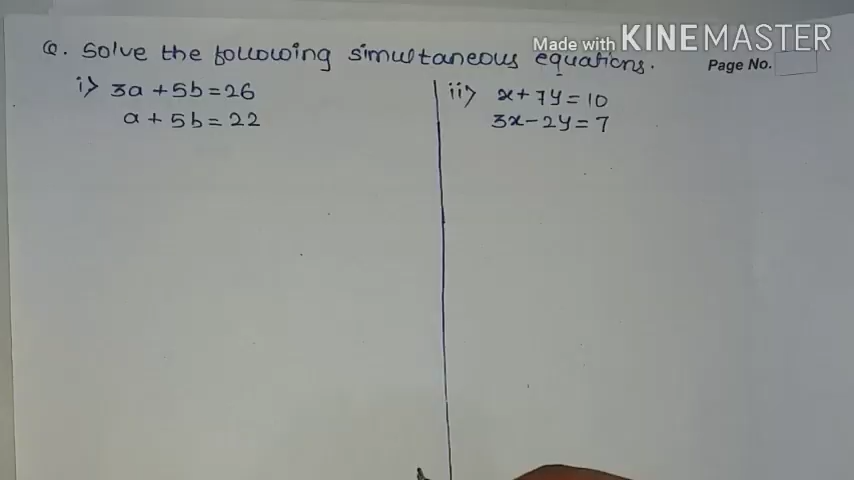 Made with KINEMASTER
Q. Solve the following simultaneous equations.
Page No.
i> 3a + 5b = 26
a + 5b = 22
ii> x + 7y = 10
3x - 2y = 7